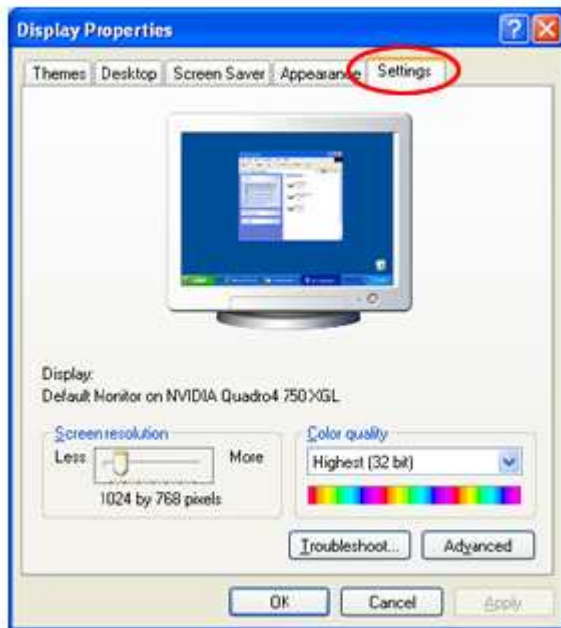 Display Properties
Themes Desktop Screen Saver Appearance Settings
Display:
Default Monitor on NVIDIA Quadro4 750 XGL
Screen resolution
Less More
1024 by 768 pixels
Color quality
Highest (32 bit)
Troubleshoot... Advanced
OK Cancel Apply